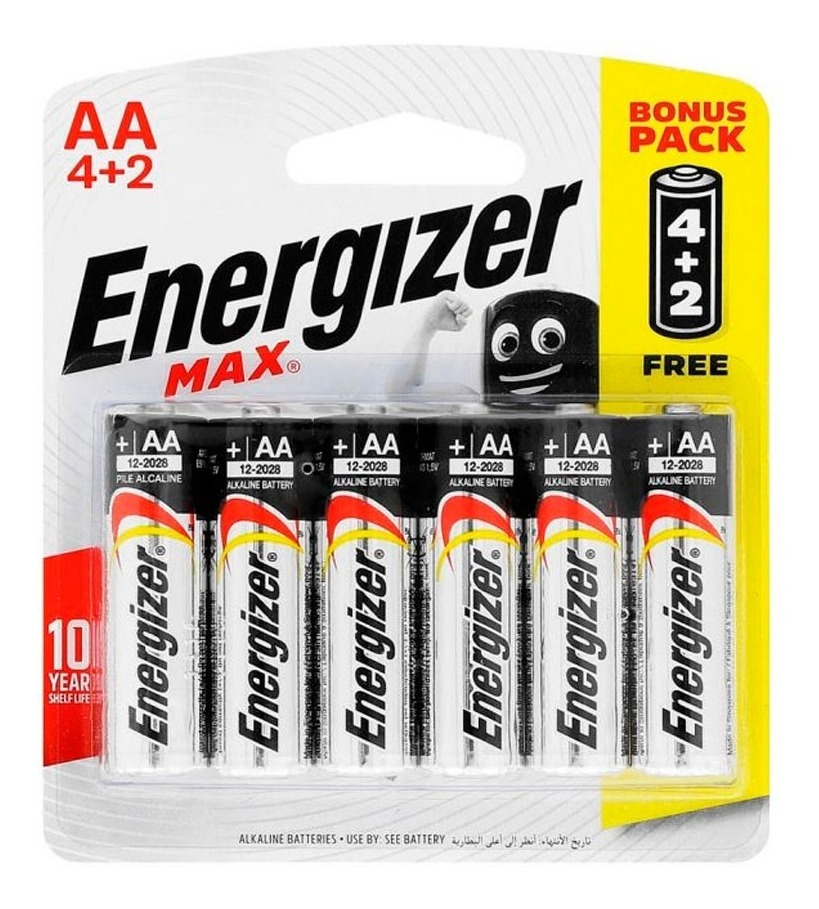 AA
4+2
BONUS
PACK
4
+
2
FREE
Energizer
MAX®
+ AA
12-2028
PILE ALCALINE
+ AA
12-2028
ALKALINE BATTERY
+ AA
12-2028
ALKALINE BATTERY
+ AA
12-2028
ALKALINE BATTERY
+ AA
12-2028
ALKALINE BATTERY
+ AA
12-2028
ALKALINE BATTERY
Energizer®
Energizer®
Energizer®
Energizer®
Energizer®
Energizer®
10
YEAR
SHELF LIFE
ALKALINE BATTERIES • USE BY: SEE BATTERY تاريخ الأنتهاء: أنظر إلى أعلى البطارية